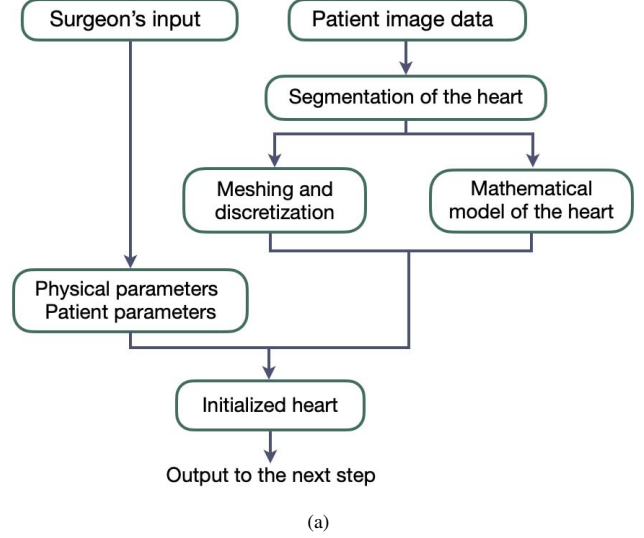 Surgeon's input
Patient image data
Segmentation of the heart
Meshing and
discretization
Mathematical
model of the heart
Physical parameters
Patient parameters
Initialized heart
Output to the next step
(a)